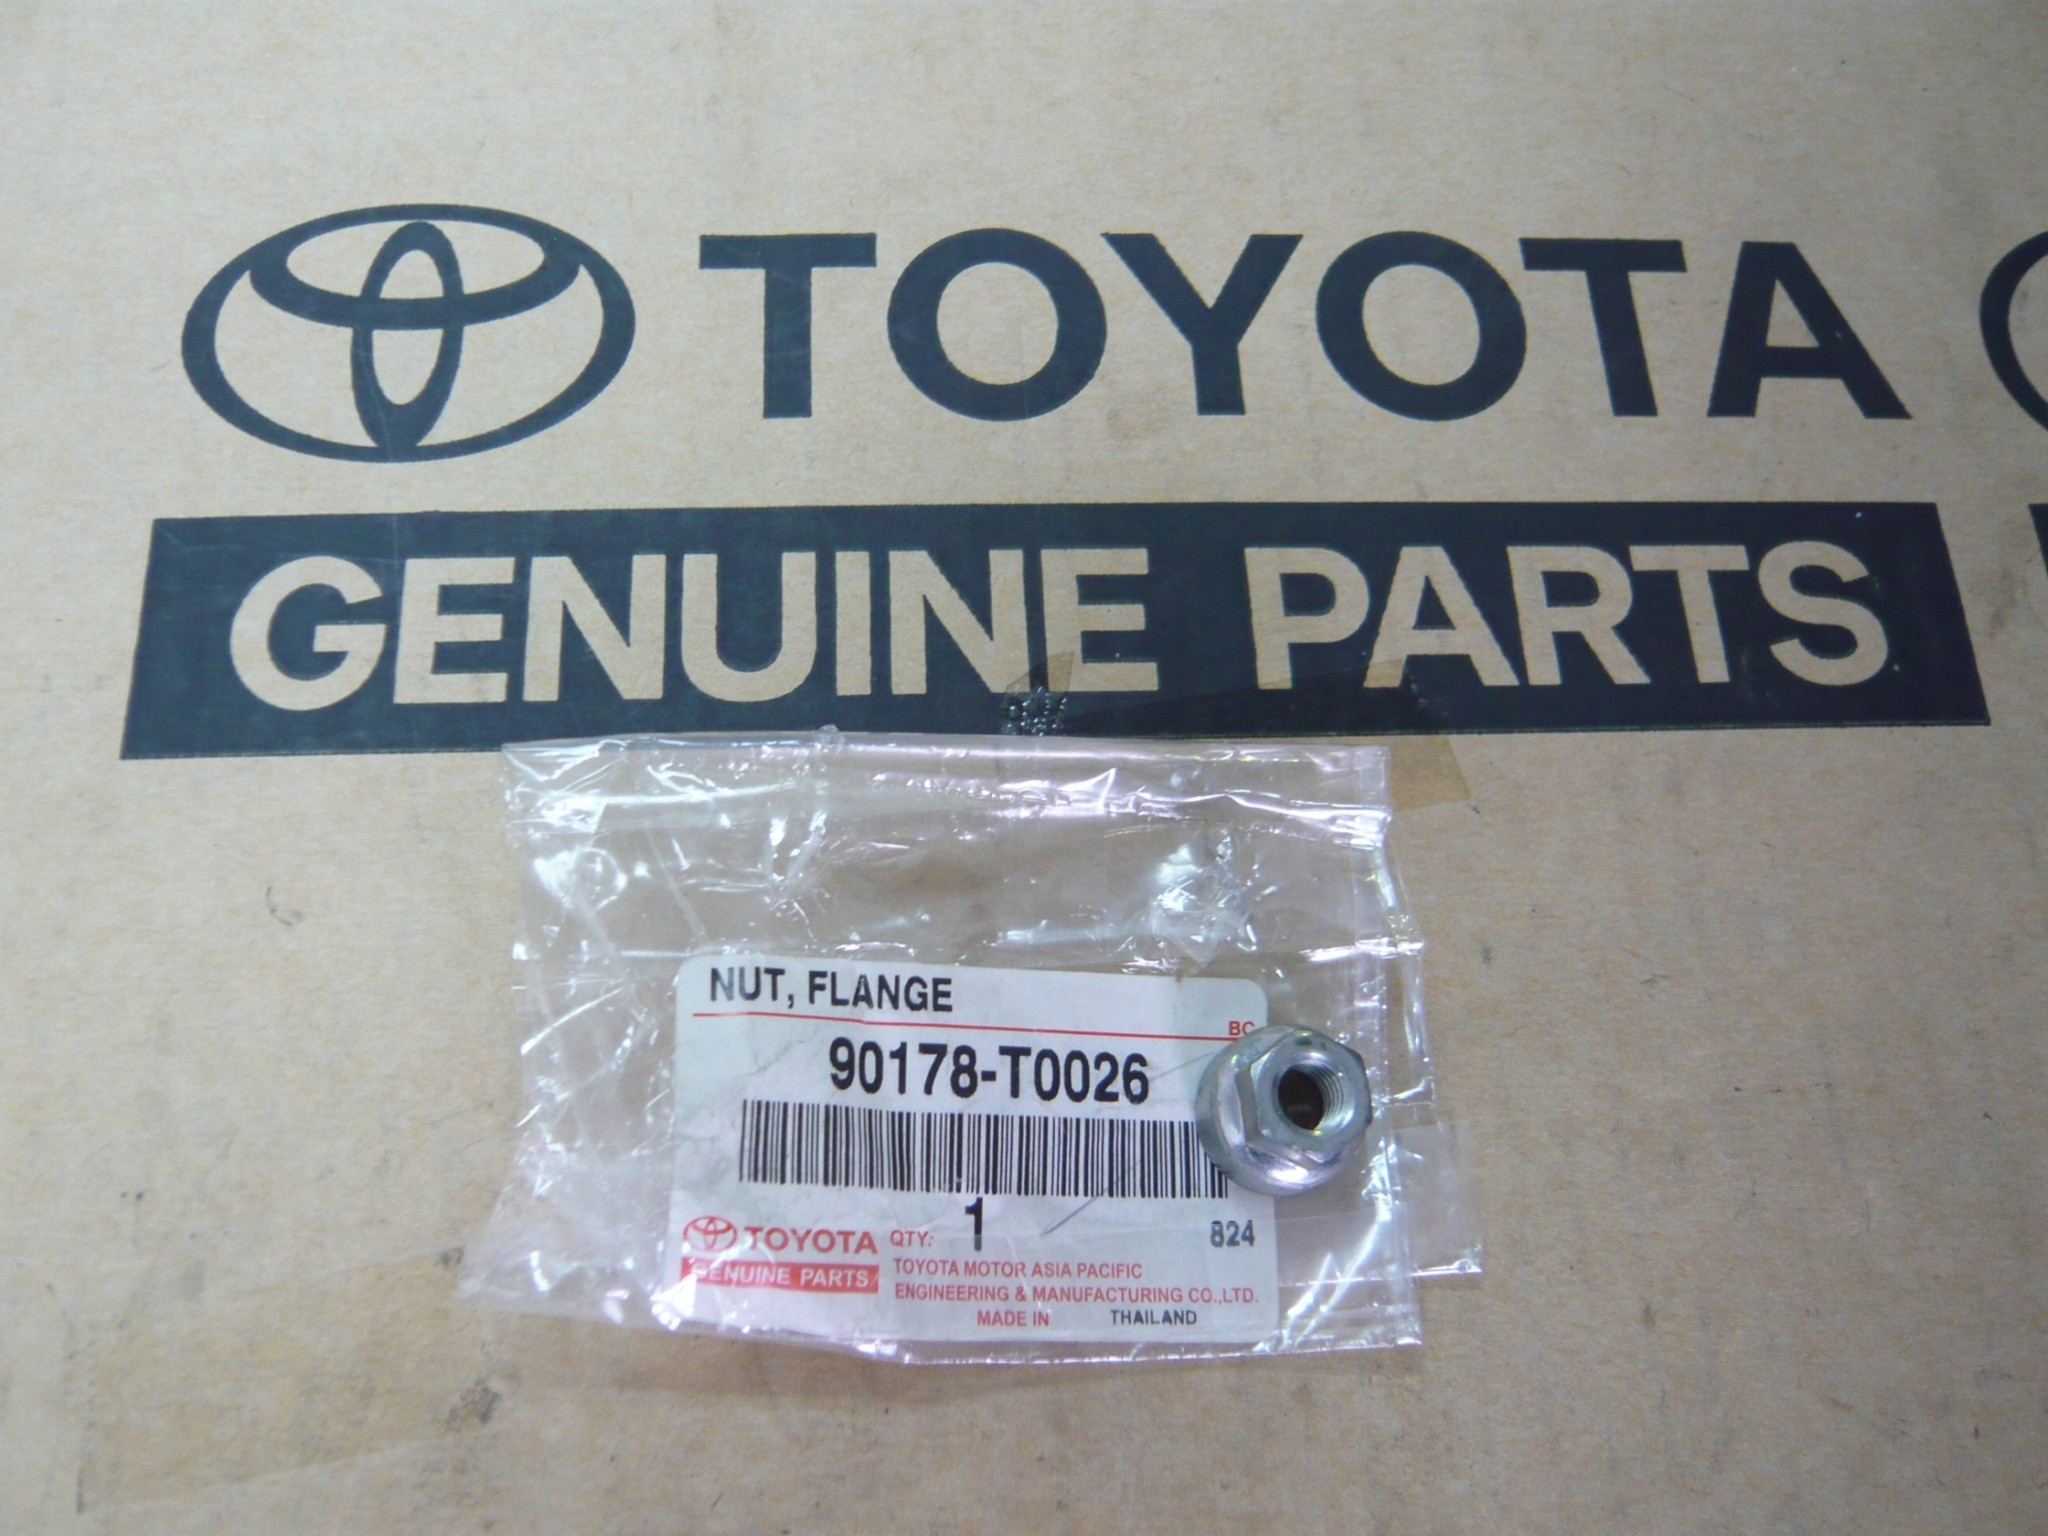 TOYOTA
GENUINE PARTS
NUT, FLANGE
BC
90178-T0026
1
TOYOTA QTY: 824
GENUINE PARTS
TOYOTA MOTOR ASIA PACIFIC
ENGINEERING & MANUFACTURING CO.,LTD.
MADE IN THAILAND